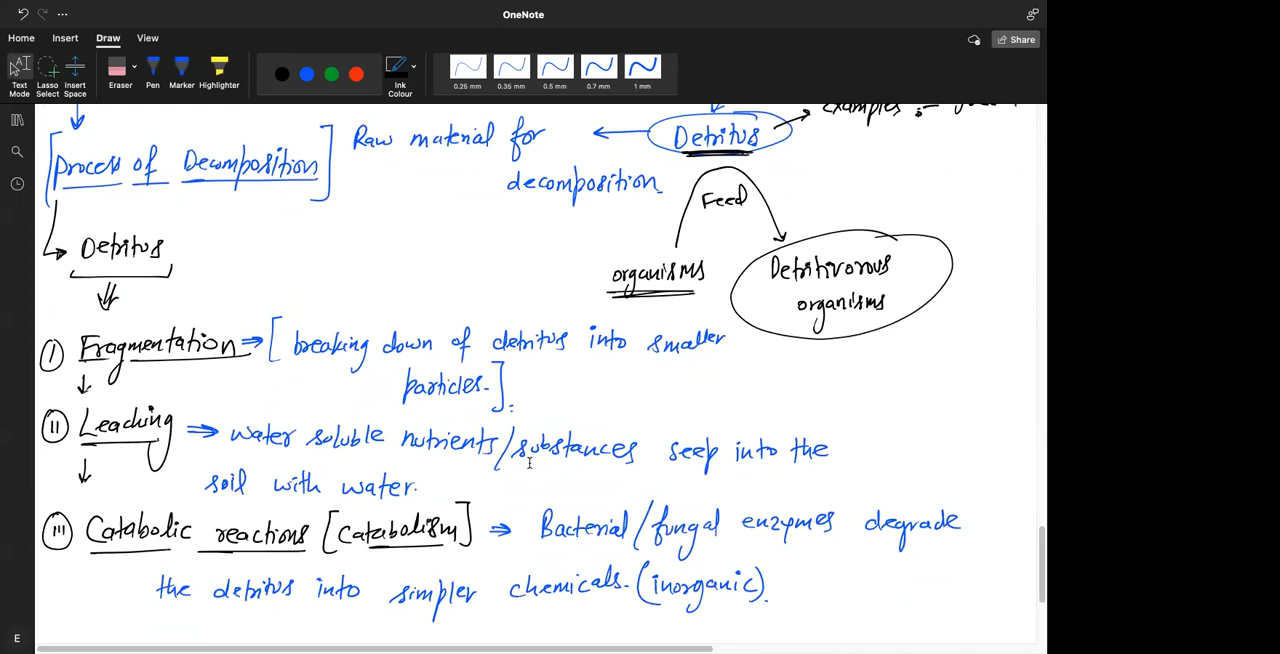 OneNote
Home Insert Draw View
Share
Text Mode
Lasso Select
Insert Space
Eraser
Pen
Marker
Highlighter
Ink Colour
0.25 mm
0.35 mm
0.5 mm
0.7 mm
1 mm
Examples :-
[Process of Decomposition]
Raw material for
decomposition
Detritus
Feed
Detritus
organisms
Detritivorous
organisms
(I) Fragmentation ⇒ [breaking down of detritus into smaller
particles.].
(II) Leaching ⇒ water soluble nutrients/substances seep into the
soil with water.
(III) Catabolic reactions [Catabolism] ⇒ Bacterial/fungal enzymes degrade
the detritus into simpler chemicals. (inorganic).
E